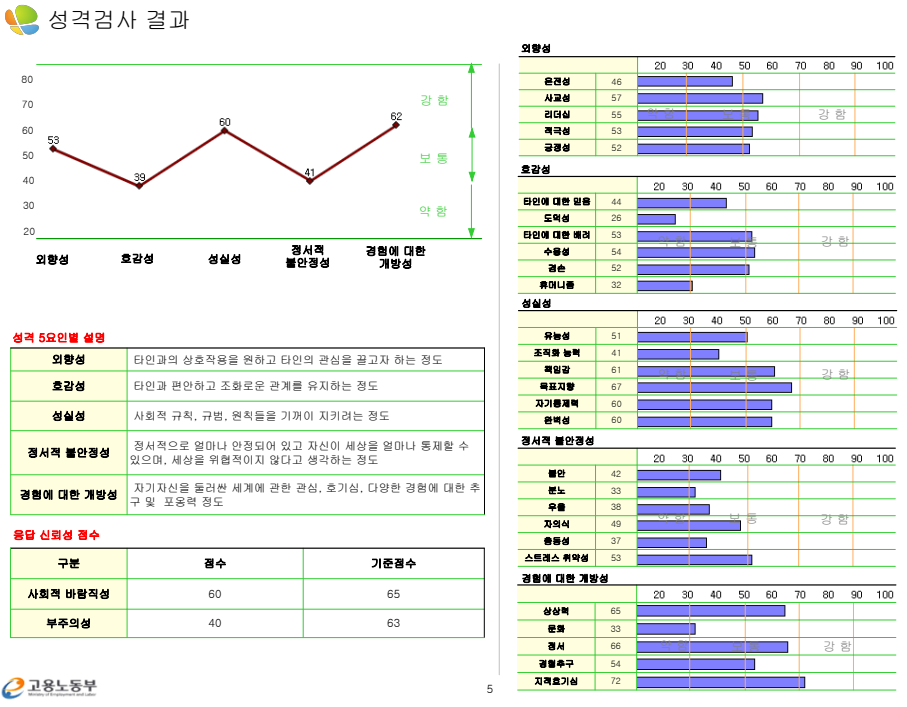 성격검사 결과
80
70
60
50
40
30
20
53
39
60
41
62
강 함
보 통
약 함
외향성 호감성 성실성 정서적 불안정성 경험에 대한 개방성
성격 5요인별 설명
외향성 타인과의 상호작용을 원하고 타인의 관심을 끌고자 하는 정도
호감성 타인과 편안하고 조화로운 관계를 유지하는 정도
성실성 사회적 규칙, 규범, 원칙들을 기꺼이 지키려는 정도
정서적 불안정성 정서적으로 얼마나 안정되어 있고 자신이 세상을 얼마나 통제할 수
있으며, 세상을 위협적이지 않다고 생각하는 정도
경험에 대한 개방성 자기자신을 둘러싼 세계에 관한 관심, 호기심, 다양한 경험에 대한 추
구 및 포용력 정도
응답 신뢰성 점수
구분 점수 기준점수
사회적 바람직성 60 65
부주의성 40 63
고용노동부
Ministry of Employment and Labor
5
외향성
20 30 40 50 60 70 80 90 100
온정성 46
사교성 57
리더십 55 약 함 보 통 강 함
적극성 53
긍정성 52
호감성
20 30 40 50 60 70 80 90 100
타인에 대한 믿음 44
도덕성 26
타인에 대한 배려 53 약 함 보 통 강 함
수용성 54
겸손 52
휴머니즘 32
성실성
20 30 40 50 60 70 80 90 100
유능성 51
조직화 능력 41
책임감 61 약 함 보 통 강 함
목표지향 67
자기통제력 60
완벽성 60
정서적 불안정성
20 30 40 50 60 70 80 90 100
불안 42
분노 33
우울 38 약 함 보 통 강 함
자의식 49
충동성 37
스트레스 취약성 53
경험에 대한 개방성
20 30 40 50 60 70 80 90 100
상상력 65
문화 33
정서 66 약 함 보 통 강 함
경험추구 54
지적호기심 72